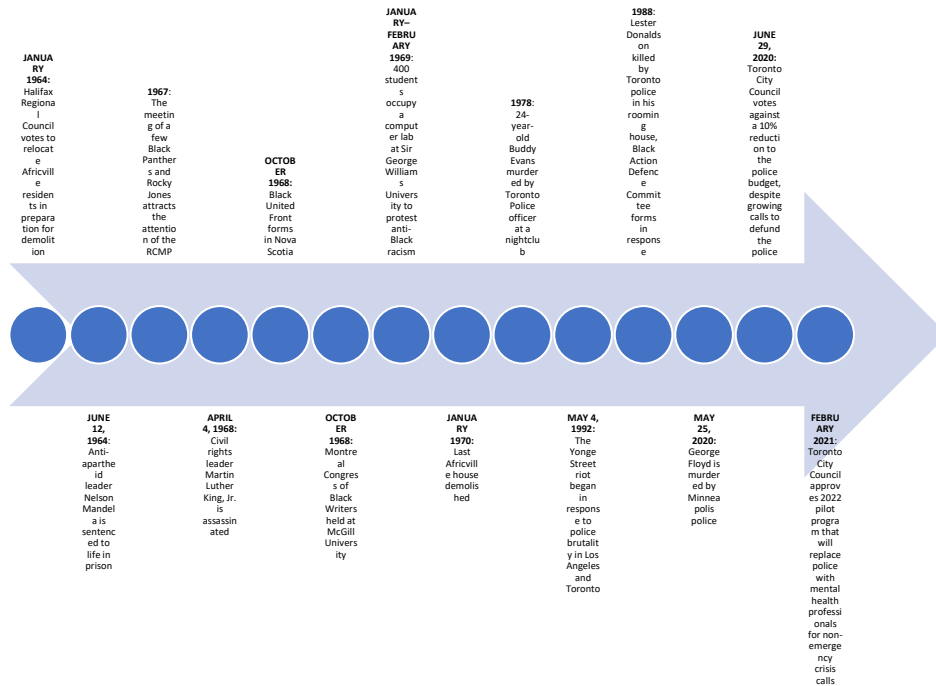 JANUA
RY
1964:
Halifax
Regiona
l
Council
votes to
relocat
e
Africvill
e
residen
ts in
prepara
tion for
demolit
ion
JUNE
12,
1964:
Anti-
aparthe
id
leader
Nelson
Mandel
a is
sentenc
ed to
life in
prison
1967:
The
meetin
g of a
few
Black
Panther
s and
Rocky
Jones
attracts
the
attentio
n of the
RCMP
APRIL
4, 1968:
Civil
rights
leader
Martin
Luther
King, Jr.
is
assassin
ated
OCTOB
ER
1968:
Black
United
Front
forms
in Nova
Scotia
OCTOB
ER
1968:
Montre
al
Congres
s of
Black
Writers
held at
McGill
Univers
ity
JANUA
RY–
FEBRU
ARY
1969:
400
student
s
occupy
a
comput
er lab
at Sir
George
William
s
Univers
ity to
protest
anti-
Black
racism
JANUA
RY
1970:
Last
Africvill
e house
demolis
hed
1978:
24-
year-
old
Buddy
Evans
murder
ed by
Toronto
Police
officer
at a
nightclu
b
MAY 4,
1992:
The
Yonge
Street
riot
began
in
respons
e to
police
brutalit
y in Los
Angeles
and
Toronto
1988:
Lester
Donalds
on
killed
by
Toronto
police
in his
roomin
g
house,
Black
Action
Defenc
e
Commit
tee
forms
in
respons
e
MAY
25,
2020:
George
Floyd is
murder
ed by
Minnea
polis
police
JUNE
29,
2020:
Toronto
City
Council
votes
against
a 10%
reducti
on to
the
police
budget,
despite
growing
calls to
defund
the
police
FEBRU
ARY
2021:
Toronto
City
Council
approv
es 2022
pilot
progra
m that
will
replace
police
with
mental
health
professi
onals
for non-
emerge
ncy
crisis
calls